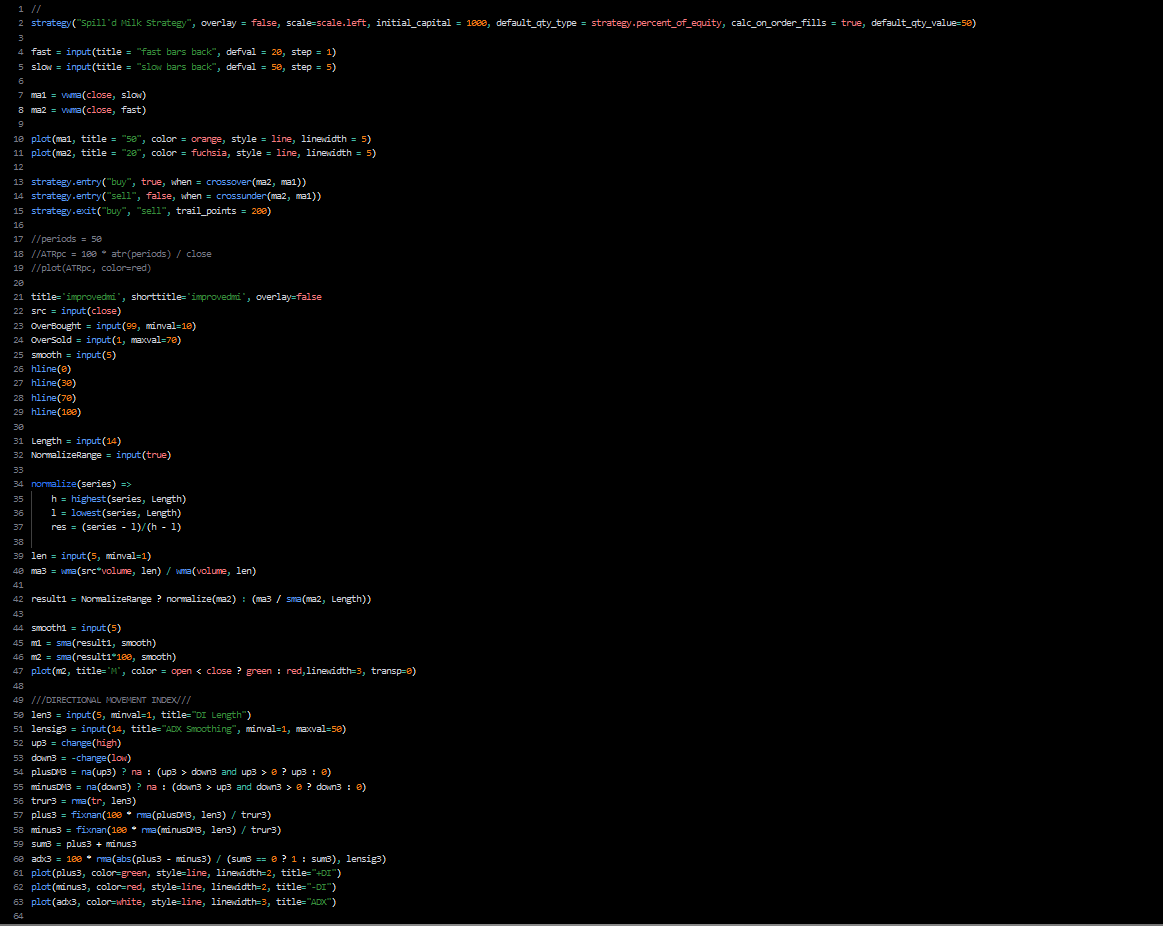 1 //
2 strategy("Spill'd Milk Strategy", overlay = false, scale=scale.left, initial_capital = 1000, default_qty_type = strategy.percent_of_equity, calc_on_order_fills = true, default_qty_value=50)
3
4 fast = input(title = "fast bars back", defval = 20, step = 1)
5 slow = input(title = "slow bars back", defval = 50, step = 5)
6
7 ma1 = vwma(close, slow)
8 ma2 = vwma(close, fast)
9
10 plot(ma1, title = "50", color = orange, style = line, linewidth = 5)
11 plot(ma2, title = "20", color = fuchsia, style = line, linewidth = 5)
12
13 strategy.entry("buy", true, when = crossover(ma2, ma1))
14 strategy.entry("sell", false, when = crossunder(ma2, ma1))
15 strategy.exit("buy", "sell", trail_points = 200)
16
17 //periods = 50
18 //ATRpc = 100 * atr(periods) / close
19 //plot(ATRpc, color=red)
20
21 title='improvedmi', shorttitle='improvedmi', overlay=false
22 src = input(close)
23 OverBought = input(99, minval=10)
24 OverSold = input(1, maxval=70)
25 smooth = input(5)
26 hline(0)
27 hline(30)
28 hline(70)
29 hline(100)
30
31 Length = input(14)
32 NormalizeRange = input(true)
33
34 normalize(series) =>
35     h = highest(series, Length)
36     l = lowest(series, Length)
37     res = (series - l)/(h - l)
38
39 len = input(5, minval=1)
40 ma3 = wma(src*volume, len) / wma(volume, len)
41
42 result1 = NormalizeRange ? normalize(ma2) : (ma3 / sma(ma2, Length))
43
44 smooth1 = input(5)
45 m1 = sma(result1, smooth)
46 m2 = sma(result1*100, smooth)
47 plot(m2, title='M', color = open < close ? green : red,linewidth=3, transp=0)
48
49 ///DIRECTIONAL MOVEMENT INDEX///
50 len3 = input(5, minval=1, title="DI Length")
51 lensig3 = input(14, title="ADX Smoothing", minval=1, maxval=50)
52 up3 = change(high)
53 down3 = -change(low)
54 plusDM3 = na(up3) ? na : (up3 > down3 and up3 > 0 ? up3 : 0)
55 minusDM3 = na(down3) ? na : (down3 > up3 and down3 > 0 ? down3 : 0)
56 trur3 = rma(tr, len3)
57 plus3 = fixnan(100 * rma(plusDM3, len3) / trur3)
58 minus3 = fixnan(100 * rma(minusDM3, len3) / trur3)
59 sum3 = plus3 + minus3
60 adx3 = 100 * rma(abs(plus3 - minus3) / (sum3 == 0 ? 1 : sum3), lensig3)
61 plot(plus3, color=green, style=line, linewidth=2, title="+DI")
62 plot(minus3, color=red, style=line, linewidth=2, title="-DI")
63 plot(adx3, color=white, style=line, linewidth=3, title="ADX")
64